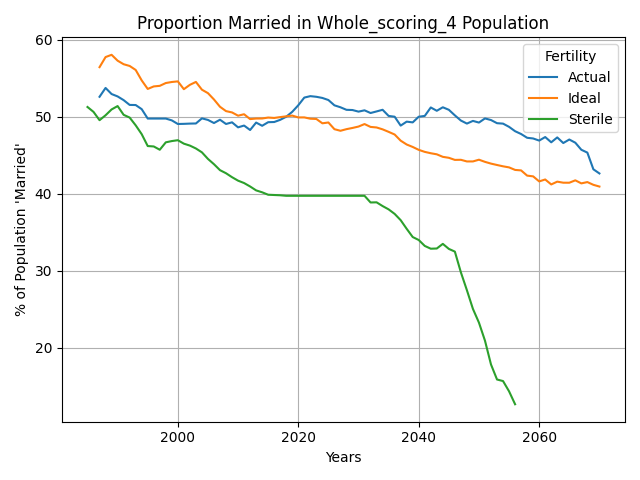 Proportion Married in Whole_scoring_4 Population
% of Population 'Married'
60
50
40
30
20
Fertility
Actual
Ideal
Sterile
2000
2020
2040
2060
Years